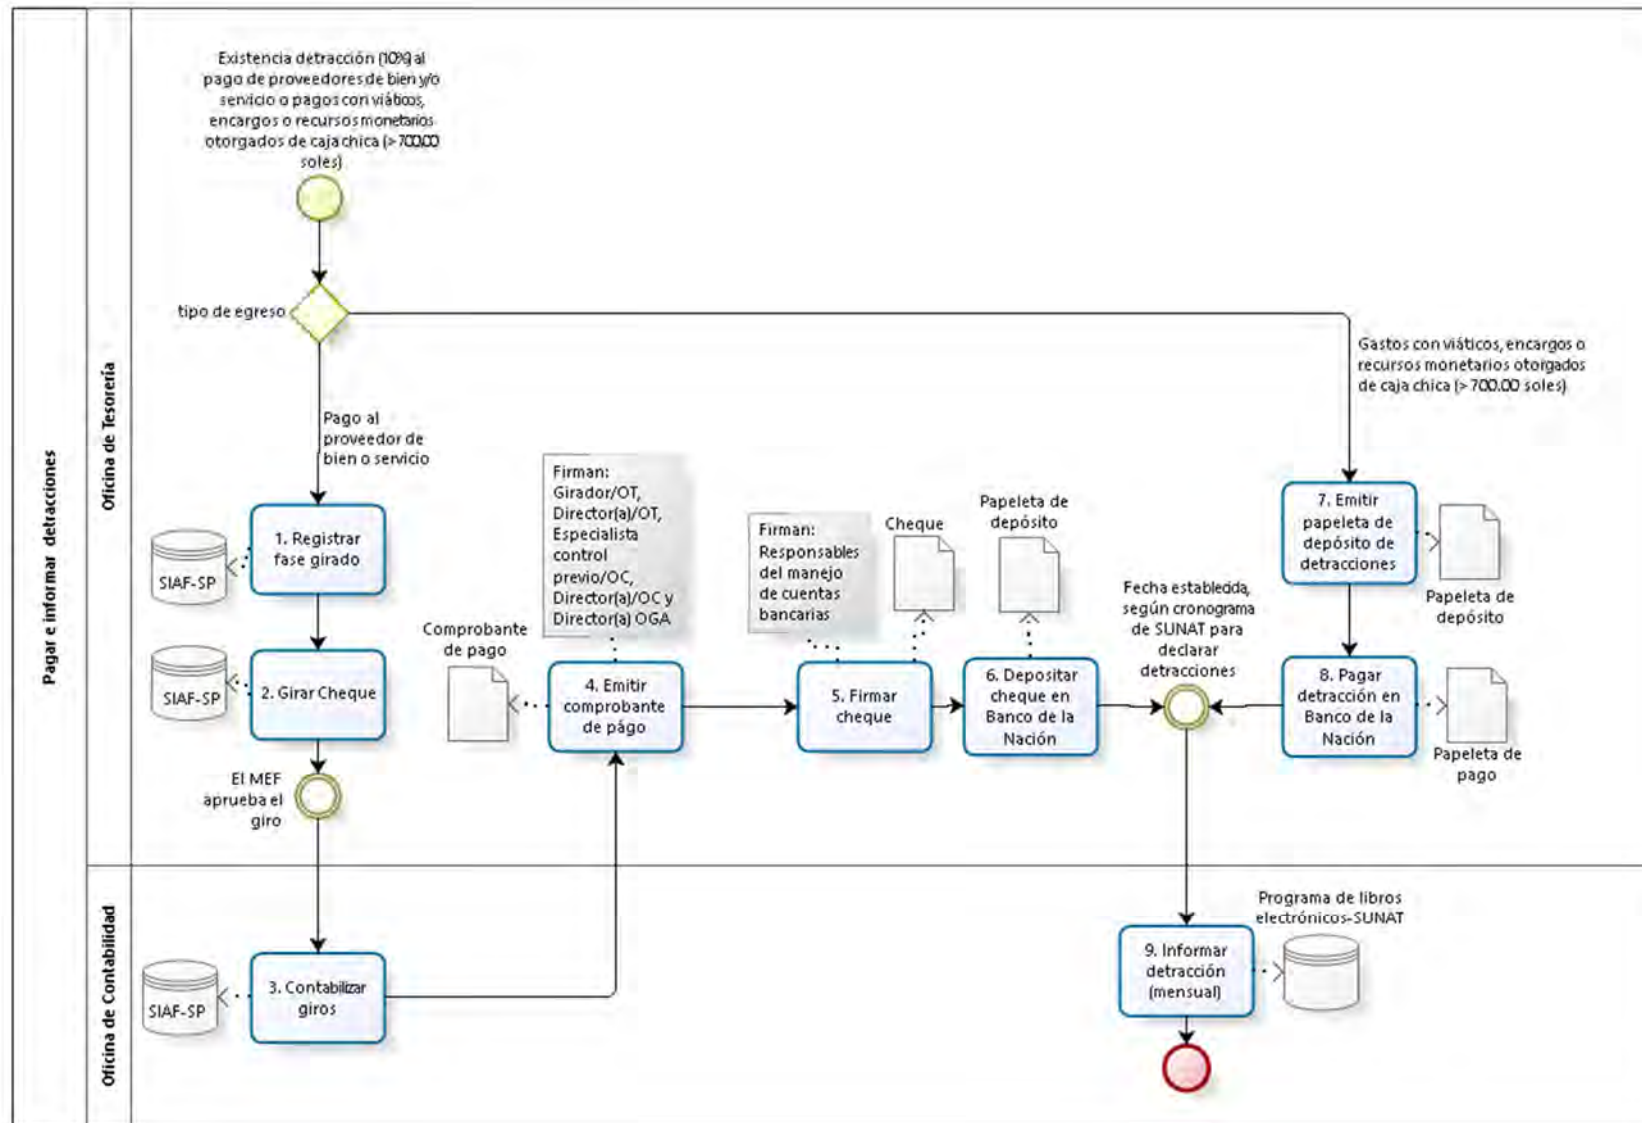 Pagar e informar detracciones
Oficina de Tesorería
Existencia detracción (10%) al
pago de proveedores de bien y/o
servicio o pagos con viáticos,
encargos o recursos monetarios
otorgados de caja chica (> 700.00
soles)
tipo de egreso
Gastos con viáticos, encargos o
recursos monetarios otorgados
de caja chica (> 700.00 soles)
Pago al
proveedor de
bien o servicio
1. Registrar
fase girado
SIAF-SP
2. Girar Cheque
SIAF-SP
El MEF
aprueba el
giro
Comprobante
de pago
Firman:
Girador/OT,
Director(a)/OT,
Especialista
control
previo/OC,
Director(a)/OC y
Director(a) OGA
4. Emitir
comprobante
de págo
Firman:
Responsables
del manejo
de cuentas
bancarias
Cheque
5. Firmar
cheque
Papeleta de
depósito
6. Depositar
cheque en
Banco de la
Nación
Fecha establecida,
según cronograma
de SUNAT para
declarar
detracciones
7. Emitir
papeleta de
depósito de
detracciones
Papeleta de
depósito
8. Pagar
detracción en
Banco de la
Nación
Papeleta de
pago
Oficina de Contabilidad
SIAF-SP
3. Contabilizar
giros
9. Informar
detracción
(mensual)
Programa de libros
electrónicos-SUNAT